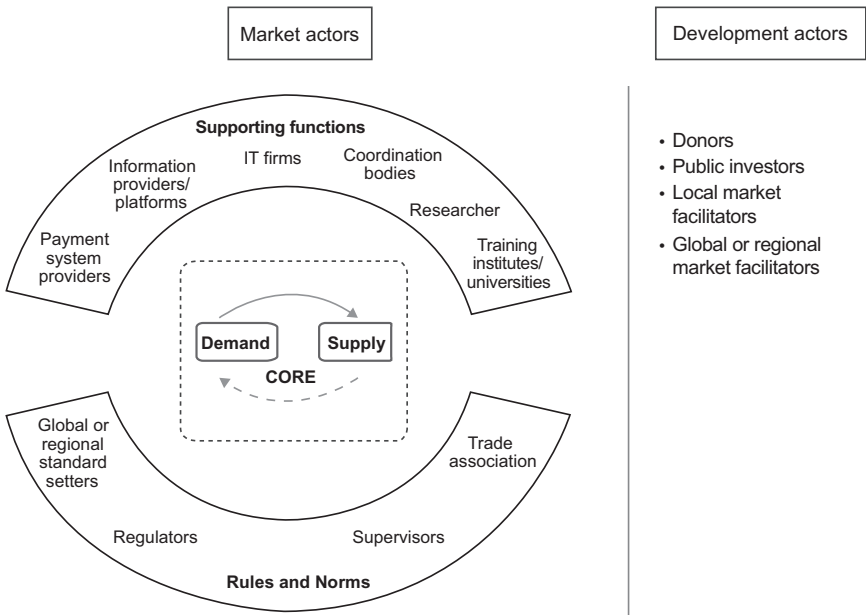 Market actors
Development actors
Supporting functions
IT firms
Coordination
bodies
Information
providers/
platforms
Researcher
Payment
system
providers
Training
institutes/
universities
Demand
Supply
CORE
Global or
regional
standard
setters
Trade
association
Regulators
Supervisors
Rules and Norms
• Donors
• Public investors
• Local market
facilitators
• Global or regional
market facilitators